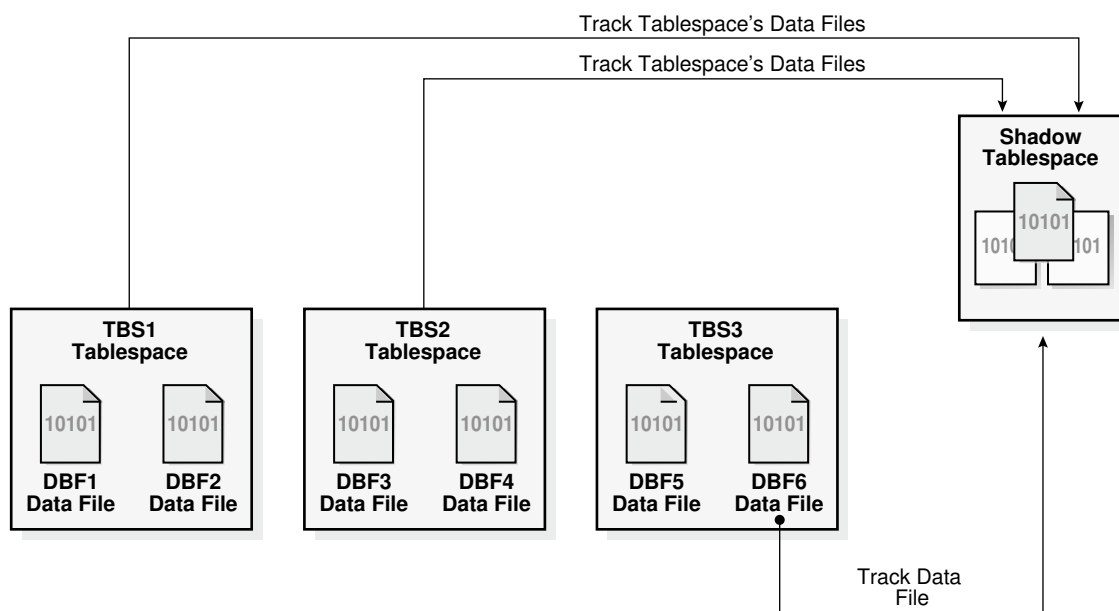 Track Tablespace's Data Files
Track Tablespace's Data Files
Shadow
Tablespace
10101
1010
101
TBS1
Tablespace
10101
10101
DBF1
Data File
DBF2
Data File
TBS2
Tablespace
10101
10101
DBF3
Data File
DBF4
Data File
TBS3
Tablespace
10101
10101
DBF5
Data File
DBF6
Data File
Track Data
File